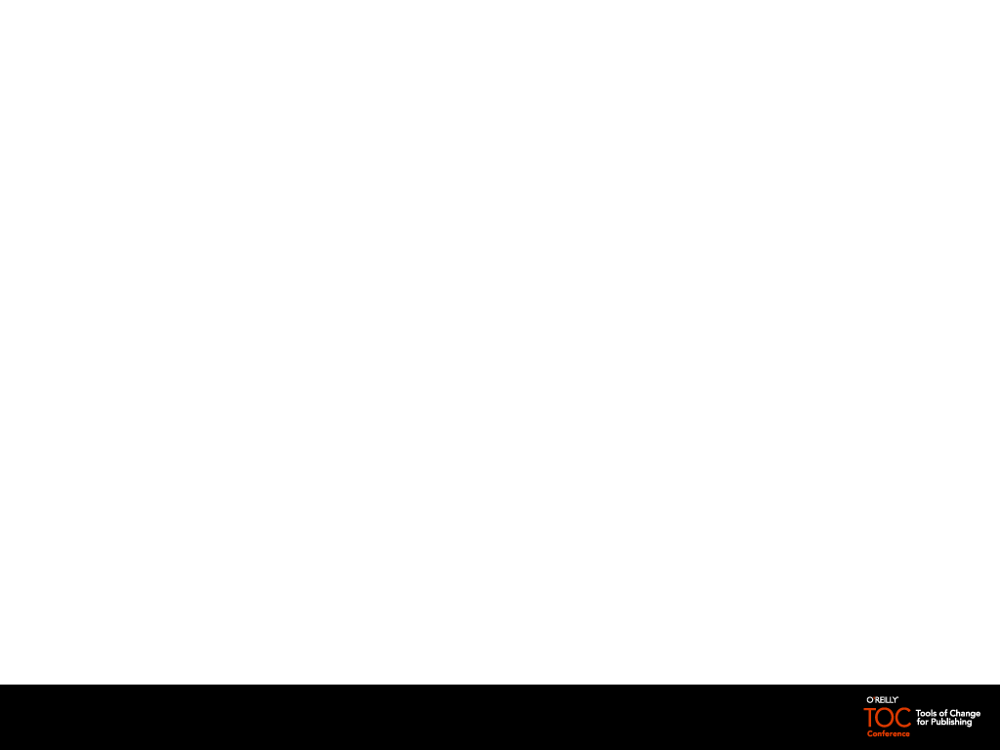 O'REILLY®
TOC
Conference
Tools of Change
for Publishing